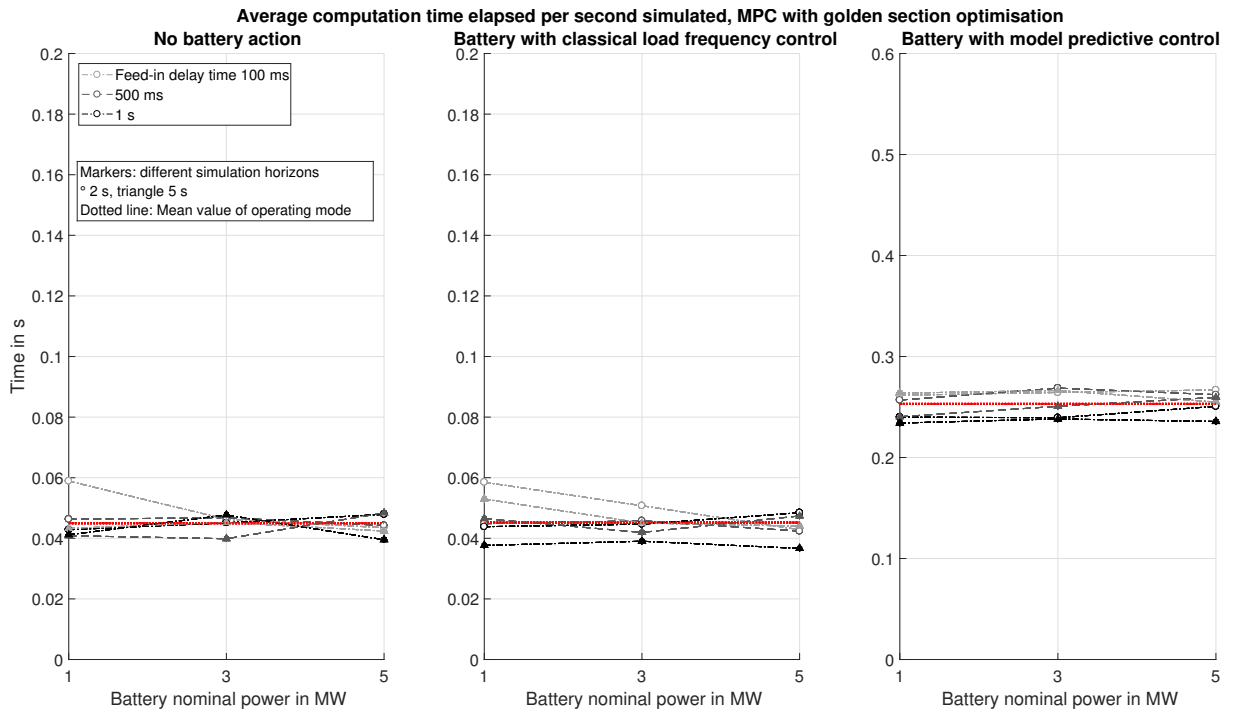 Average computation time elapsed per second simulated, MPC with golden section optimisation
No battery action
0.2
0.18
0.16
0.14
0.12
0.1
0.08
0.06
0.04
0.02
0
Time in s
Feed-in delay time 100 ms
500 ms
1 s
Markers: different simulation horizons
° 2 s, triangle 5 s
Dotted line: Mean value of operating mode
1 3 5
Battery nominal power in MW
Battery with classical load frequency control
0.2
0.18
0.16
0.14
0.12
0.1
0.08
0.06
0.04
0.02
0
1 3 5
Battery nominal power in MW
Battery with model predictive control
0.6
0.5
0.4
0.3
0.2
0.1
0
1 3 5
Battery nominal power in MW